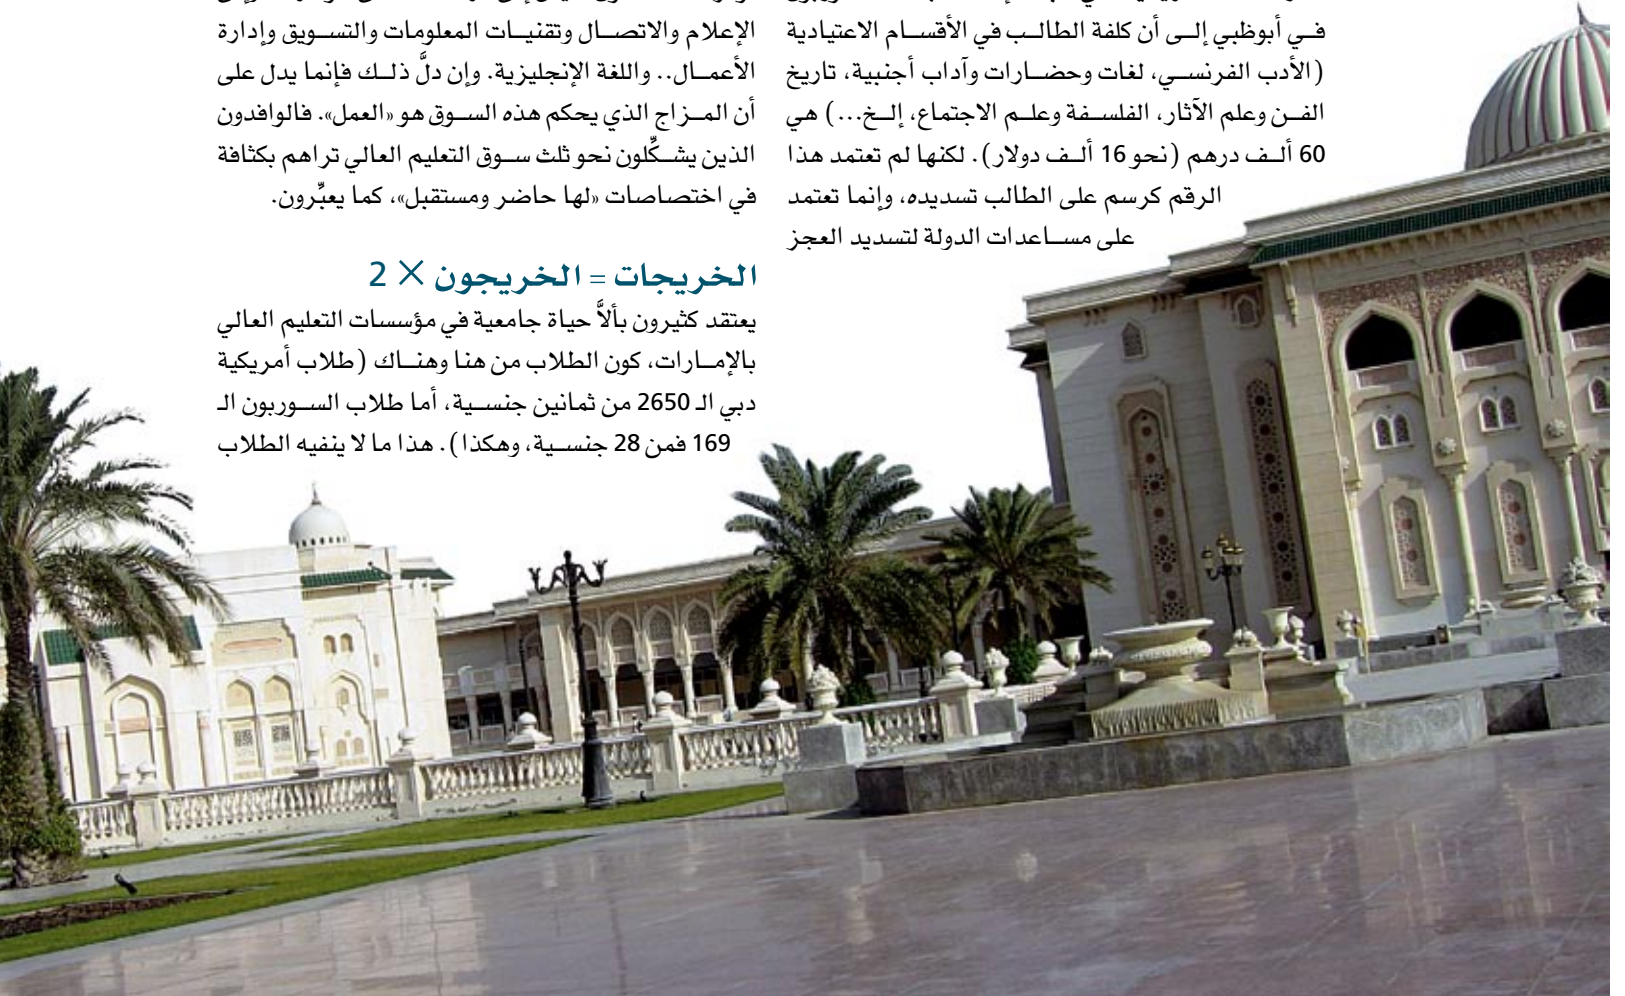 في أبوظبي إلى أن كلفة الطالب في الأقسام الاعتيادية
(الأدب الفرنسي، لغات وحضارات وآداب أجنبية، تاريخ
الفن وعلم الآثار، الفلسفة وعلم الاجتماع، إلخ...) هي
60 ألف درهم (نحو 16 ألف دولار). لكنها لم تعتمد هذا
الرقم كرسم على الطالب تسديده، وإنما تعتمد
على مساعدات الدولة لتسديد العجز
الإعلام والاتصال وتقنيات المعلومات والتسويق وإدارة
الأعمال.. واللغة الإنجليزية. وإن دلَّ ذلك فإنما يدل على
أن المزاج الذي يحكم هذه السوق هو «العمل». فالوافدون
الذين يشكِّلون نحو ثلث سوق التعليم العالي تراهم بكثافة
في اختصاصات «لها حاضر ومستقبل»، كما يعبِّرون.
الخريجات = الخريجون × 2
يعتقد كثيرون بألاَّ حياة جامعية في مؤسسات التعليم العالي
بالإمارات، كون الطلاب من هنا وهناك (طلاب أمريكية
دبي الـ 2650 من ثمانين جنسية، أما طلاب السوربون الـ
169 فمن 28 جنسية، وهكذا). هذا ما لا ينفيه الطلاب